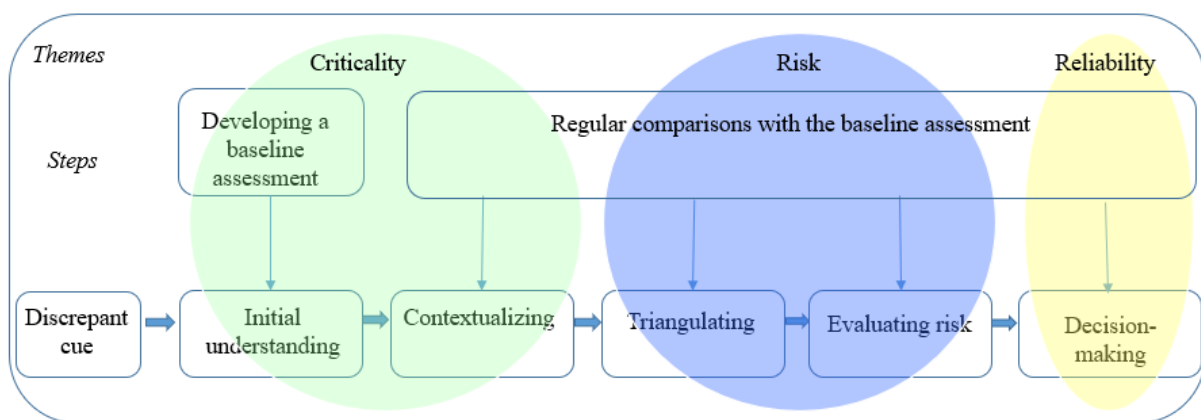 Themes
Criticality
Risk
Reliability
Steps
Developing a
baseline
assessment
Regular comparisons with the baseline assessment
Discrepant
cue
Initial
understanding
Contextualizing
Triangulating
Evaluating risk
Decision-
making